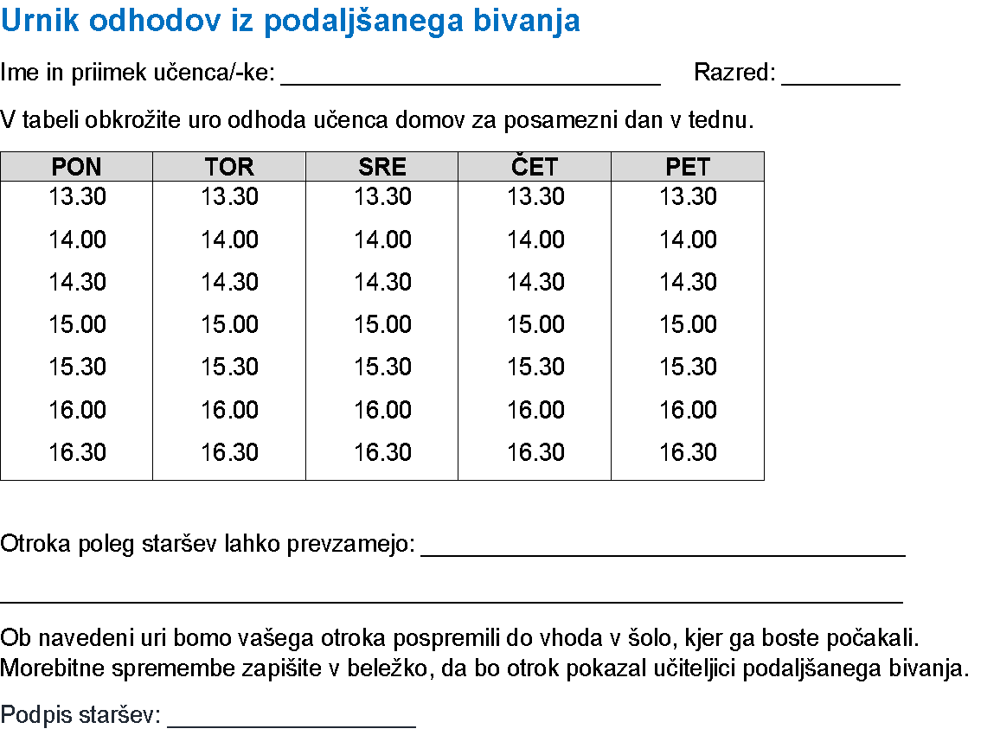 Urnik odhodov iz podaljšanega bivanja
Ime in priimek učenca/-ke: _____________________________ Razred: _________
V tabeli obkrožite uro odhoda učenca domov za posamezni dan v tednu.
PON TOR SRE ČET PET
13.30 13.30 13.30 13.30 13.30
14.00 14.00 14.00 14.00 14.00
14.30 14.30 14.30 14.30 14.30
15.00 15.00 15.00 15.00 15.00
15.30 15.30 15.30 15.30 15.30
16.00 16.00 16.00 16.00 16.00
16.30 16.30 16.30 16.30 16.30
Otroka poleg staršev lahko prevzamejo: _____________________________________
_____________________________________________________________________
Ob navedeni uri bomo vašega otroka pospremili do vhoda v šolo, kjer ga boste počakali.
Morebitne spremembe zapišite v beležko, da bo otrok pokazal učiteljici podaljšanega bivanja.
Podpis staršev: ___________________